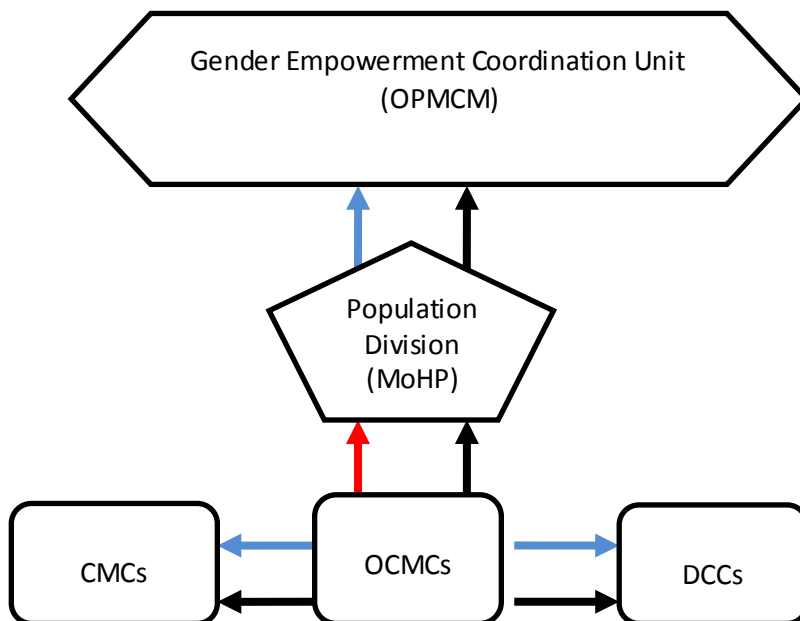 Gender Empowerment Coordination Unit
(OPMCM)
Population
Division
(MoHP)
CMCs
OCMCs
DCCs